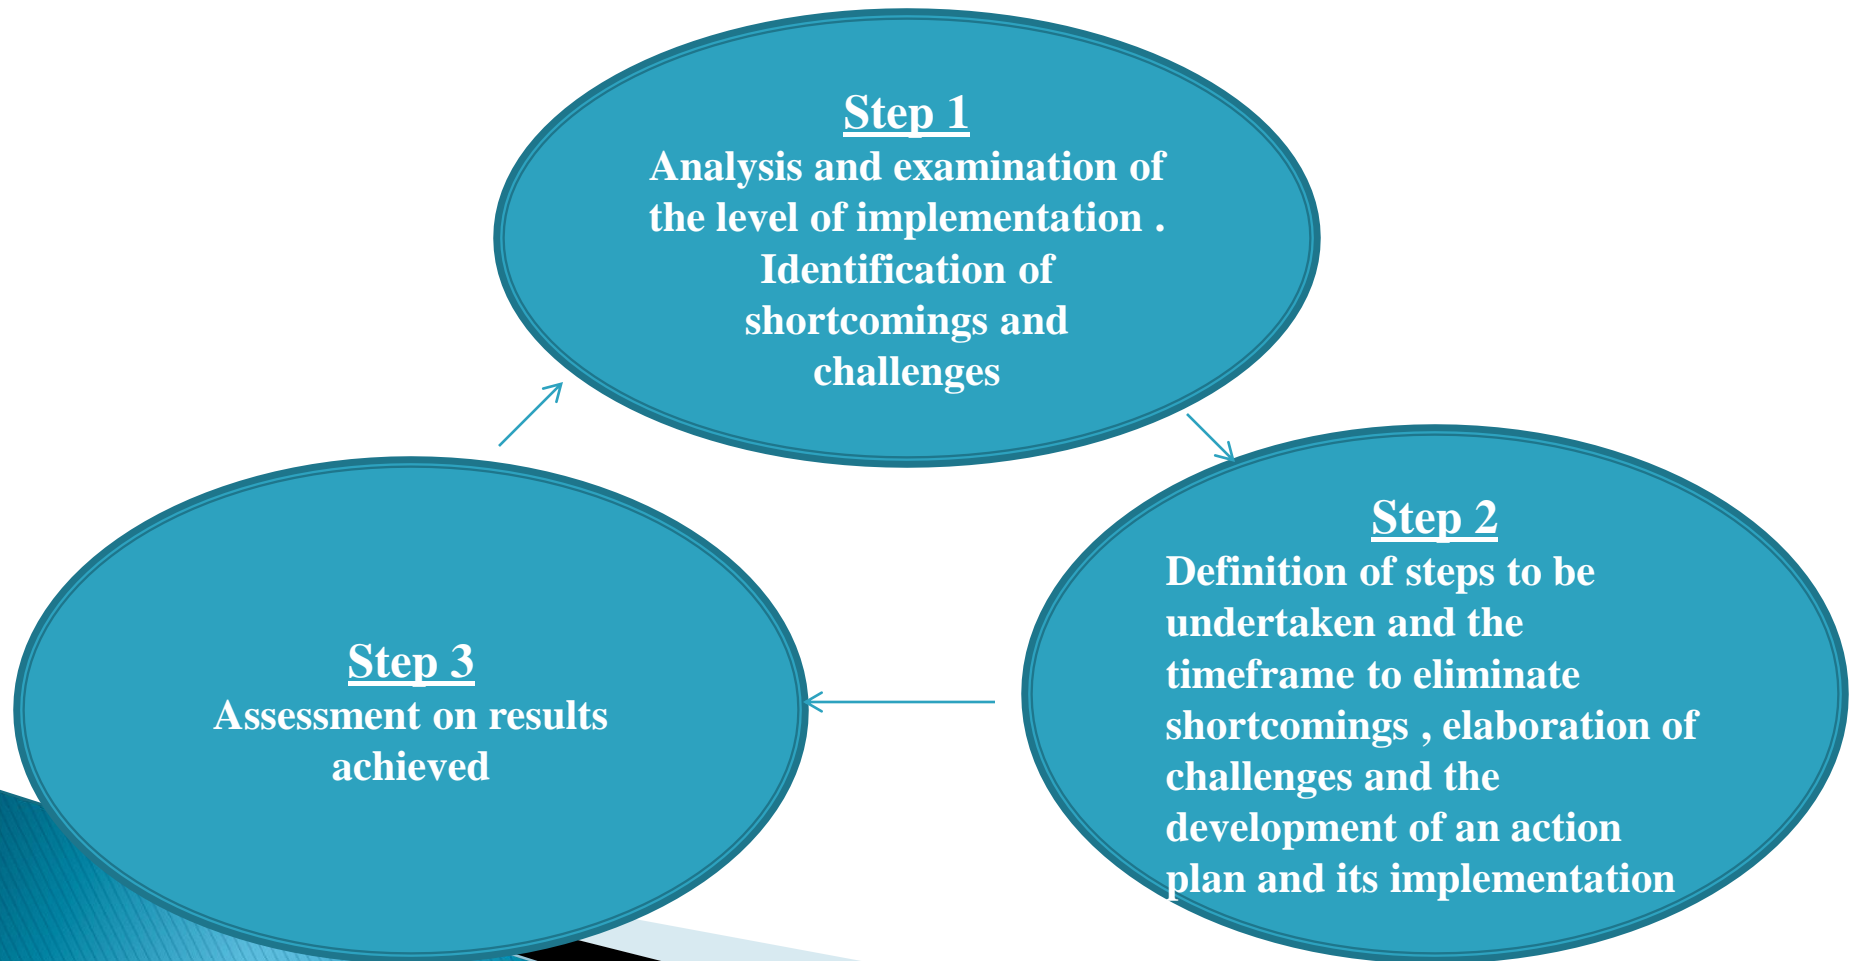 Step 1
Analysis and examination of
the level of implementation .
Identification of
shortcomings and
challenges
Step 2
Definition of steps to be
undertaken and the
timeframe to eliminate
shortcomings , elaboration of
challenges and the
development of an action
plan and its implementation
Step 3
Assessment on results
achieved